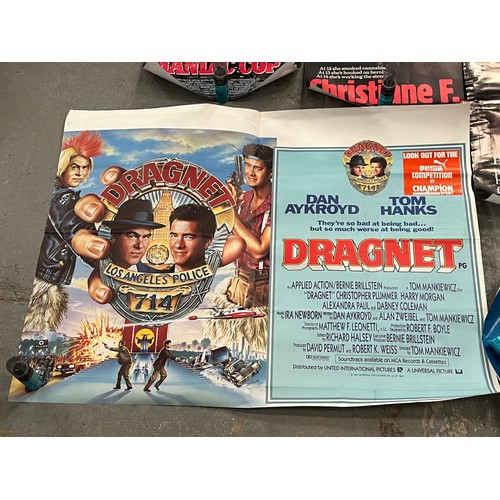 MANIAC COP
At 12 she smoked cannabis.
At 13 she's hooked on heroin.
At 14 she's working the
Christiane F.
DRAGNET
LOS ANGELES POLICE
714
DRAGNET
714
LOOK OUT FOR THE
PUMA
COMPETITION
AT
CHAMPION
DAN AYKROYD
TOM HANKS
They're so bad at being bad...
but so much worse at being good!
DRAGNET PG
An APPLIED ACTION/BERNIE BRILLSTEIN Production of a TOM MANKIEWICZ
"DRAGNET" CHRISTOPHER PLUMMER HARRY MORGAN
ALEXANDRA PAUL and DABNEY COLEMAN
Music by IRA NEWBORN Written by DAN AYKROYD and ALAN ZWEIBEL and TOM MANKIEWICZ
Director of Photography MATTHEW F. LEONETTI, A.S.C. Production Designed by ROBERT F. BOYLE
RICHARD HALSEY Executive Producer BERNIE BRILLSTEIN
Produced by DAVID PERMUT and ROBERT K. WEISS Directed by TOM MANKIEWICZ
Soundtrack available on MCA Records & Cassettes
Distributed by UNITED INTERNATIONAL PICTURES A UNIVERSAL PICTURE